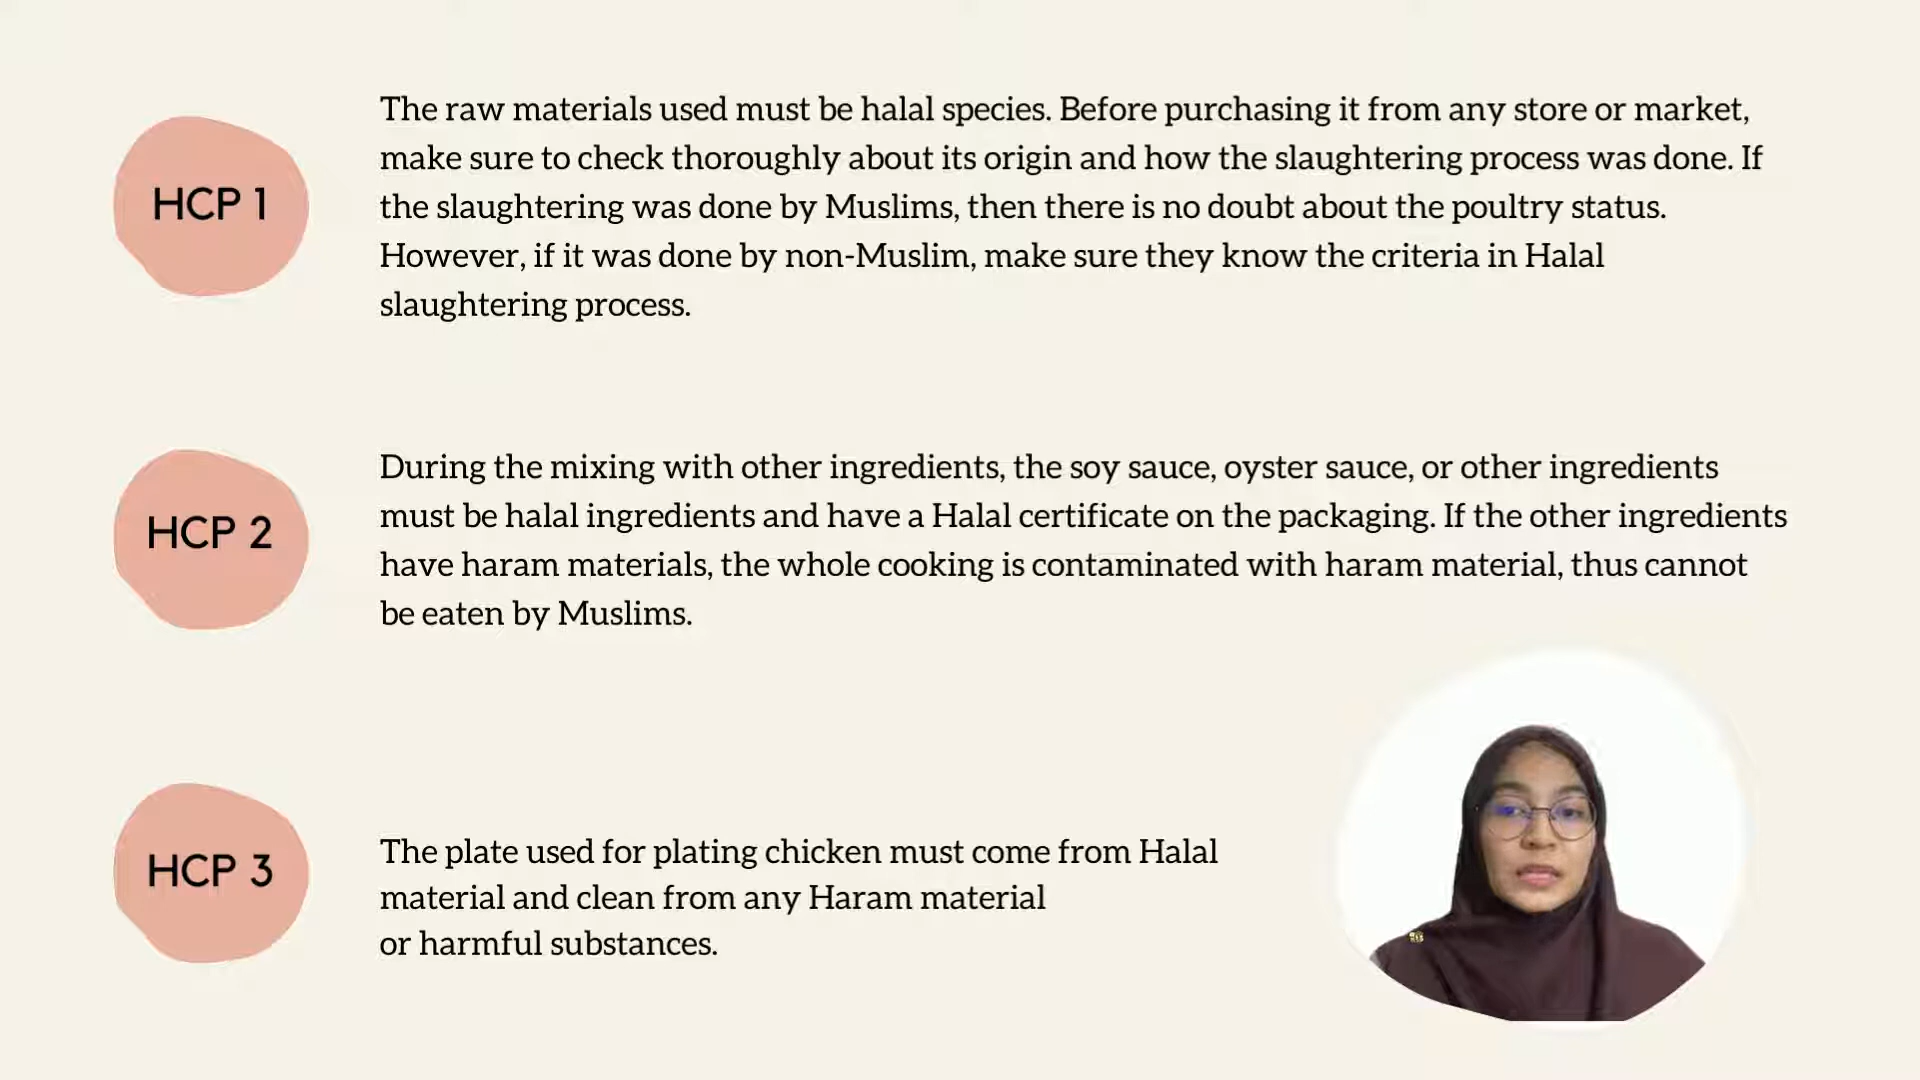 HCP 1
The raw materials used must be halal species. Before purchasing it from any store or market,
make sure to check thoroughly about its origin and how the slaughtering process was done. If
the slaughtering was done by Muslims, then there is no doubt about the poultry status.
However, if it was done by non-Muslim, make sure they know the criteria in Halal
slaughtering process.
HCP 2
During the mixing with other ingredients, the soy sauce, oyster sauce, or other ingredients
must be halal ingredients and have a Halal certificate on the packaging. If the other ingredients
have haram materials, the whole cooking is contaminated with haram material, thus cannot
be eaten by Muslims.
HCP 3
The plate used for plating chicken must come from Halal
material and clean from any Haram material
or harmful substances.